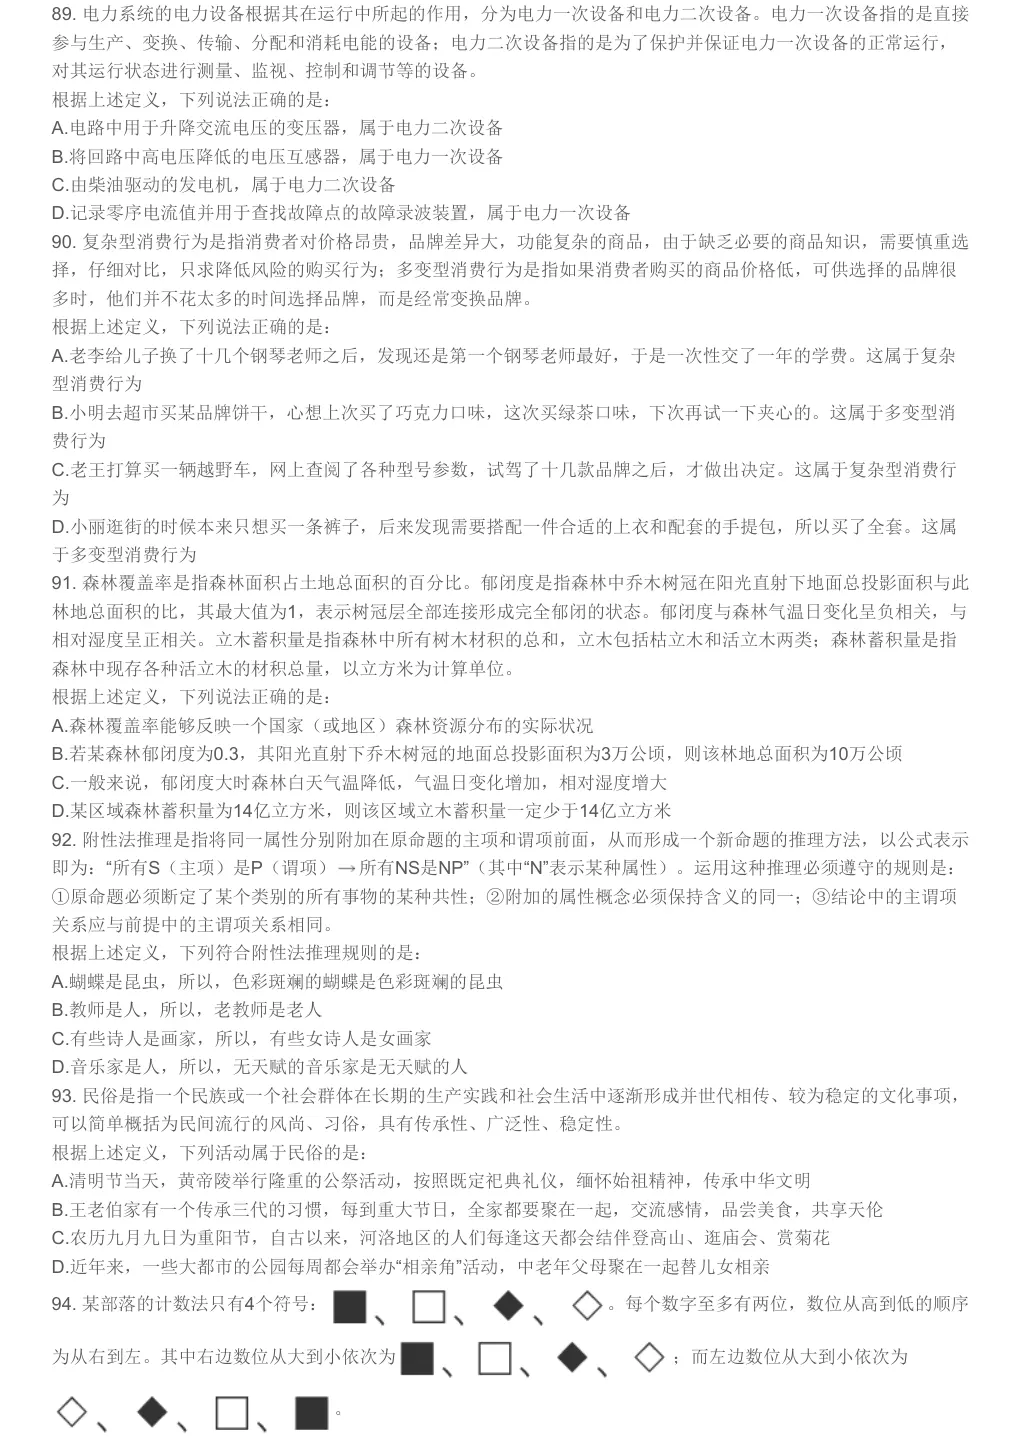 89. 电力系统的电力设备根据其在运行中所起的作用，分为电力一次设备和电力二次设备。电力一次设备指的是直接
参与生产、变换、传输、分配和消耗电能的设备；电力二次设备指的是为了保护并保证电力一次设备的正常运行，
对其运行状态进行测量、监视、控制和调节等的设备。
根据上述定义，下列说法正确的是：
A.电路中用于升降交流电压的变压器，属于电力二次设备
B.将回路中高电压降低的电压互感器，属于电力一次设备
C.由柴油驱动的发电机，属于电力二次设备
D.记录零序电流值并用于查找故障点的故障录波装置，属于电力一次设备
90. 复杂型消费行为是指消费者对价格昂贵，品牌差异大，功能复杂的商品，由于缺乏必要的商品知识，需要慎重选
择，仔细对比，只求降低风险的购买行为；多变型消费行为是指如果消费者购买的商品价格低，可供选择的品牌很
多时，他们并不花太多的时间选择品牌，而是经常变换品牌。
根据上述定义，下列说法正确的是：
A.老李给儿子换了十几个钢琴老师之后，发现还是第一个钢琴老师最好，于是一次性交了一年的学费。这属于复杂
型消费行为
B.小明去超市买某品牌饼干，心想上次买了巧克力口味，这次买绿茶口味，下次再试一下夹心的。这属于多变型消
费行为
C.老王打算买一辆越野车，网上查阅了各种型号参数，试驾了十几款品牌之后，才做出决定。这属于复杂型消费行
为
D.小丽逛街的时候本来只想买一条裤子，后来发现需要搭配一件合适的上衣和配套的手提包，所以买了全套。这属
于多变型消费行为
91. 森林覆盖率是指森林面积占土地总面积的百分比。郁闭度是指森林中乔木树冠在阳光直射下地面总投影面积与此
林地总面积的比，其最大值为1，表示树冠层全部连接形成完全郁闭的状态。郁闭度与森林气温日变化呈负相关，与
相对湿度呈正相关。立木蓄积量是指森林中所有树木材积的总和，立木包括枯立木和活立木两类；森林蓄积量是指
森林中现存各种活立木的材积总量，以立方米为计算单位。
根据上述定义，下列说法正确的是：
A.森林覆盖率能够反映一个国家（或地区）森林资源分布的实际状况
B.若某森林郁闭度为0.3，其阳光直射下乔木树冠的地面总投影面积为3万公顷，则该林地总面积为10万公顷
C.一般来说，郁闭度大时森林白天气温降低，气温日变化增加，相对湿度增大
D.某区域森林蓄积量为14亿立方米，则该区域立木蓄积量一定少于14亿立方米
92. 附性法推理是指将同一属性分别附加在原命题的主项和谓项前面，从而形成一个新命题的推理方法，以公式表示
即为：“所有S（主项）是P（谓项）→所有NS是NP”（其中“N”表示某种属性）。运用这种推理必须遵守的规则是：
①原命题必须断定了某个类别的所有事物的某种共性；②附加的属性概念必须保持含义的同一；③结论中的主谓项
关系应与前提中的主谓项关系相同。
根据上述定义，下列符合附性法推理规则的是：
A.蝴蝶是昆虫，所以，色彩斑斓的蝴蝶是色彩斑斓的昆虫
B.教师是人，所以，老教师是老人
C.有些诗人是画家，所以，有些女诗人是女画家
D.音乐家是人，所以，无天赋的音乐家是无天赋的人
93. 民俗是指一个民族或一个社会群体在长期的生产实践和社会生活中逐渐形成并世代相传、较为稳定的文化事项，
可以简单概括为民间流行的风尚、习俗，具有传承性、广泛性、稳定性。
根据上述定义，下列活动属于民俗的是：
A.清明节当天，黄帝陵举行隆重的公祭活动，按照既定祀典礼仪，缅怀始祖精神，传承中华文明
B.王老伯家有一个传承三代的习惯，每到重大节日，全家都要聚在一起，交流感情，品尝美食，共享天伦
C.农历九月九日为重阳节，自古以来，河洛地区的人们每逢这天都会结伴登高山、逛庙会、赏菊花
D.近年来，一些大都市的公园每周都会举办“相亲角”活动，中老年父母聚在一起替儿女相亲
94. 某部落的计数法只有4个符号：■、□、◆、◇。每个数字至多有两位，数位从高到低的顺序
为从右到左。其中右边数位从大到小依次为■、□、◆、◇；而左边数位从大到小依次为
◇、◆、□、■。